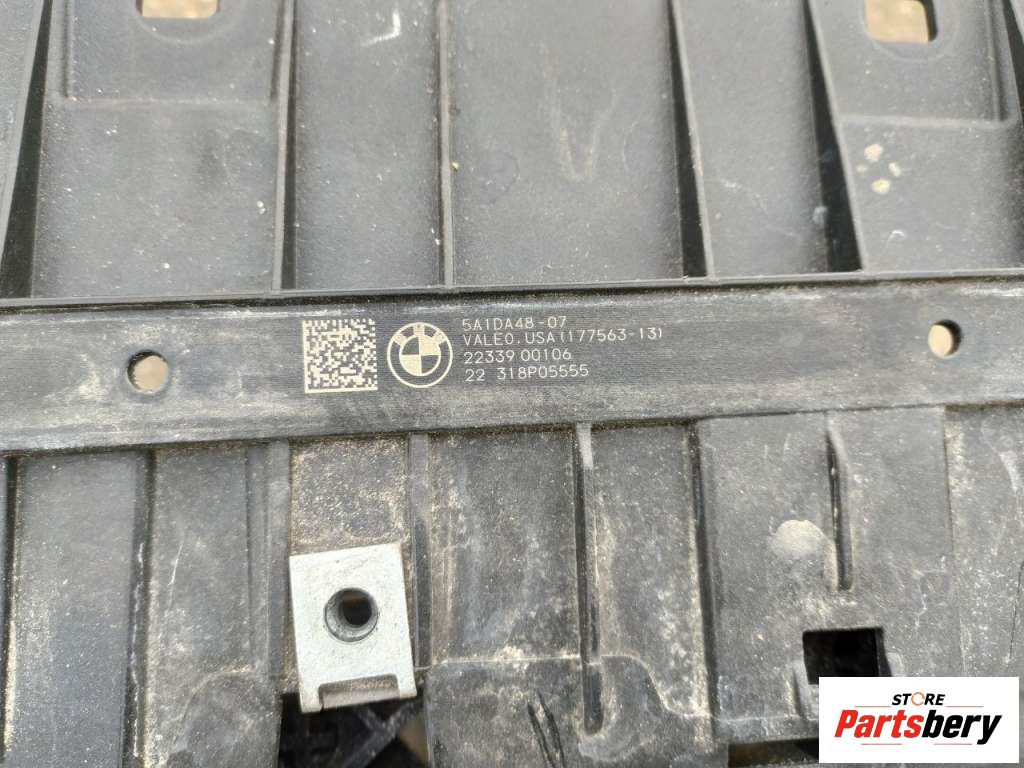 5A1DA48-07
VALEO.USA(177563-13)
22339 00106
22 318P05555
STORE
Partsbery